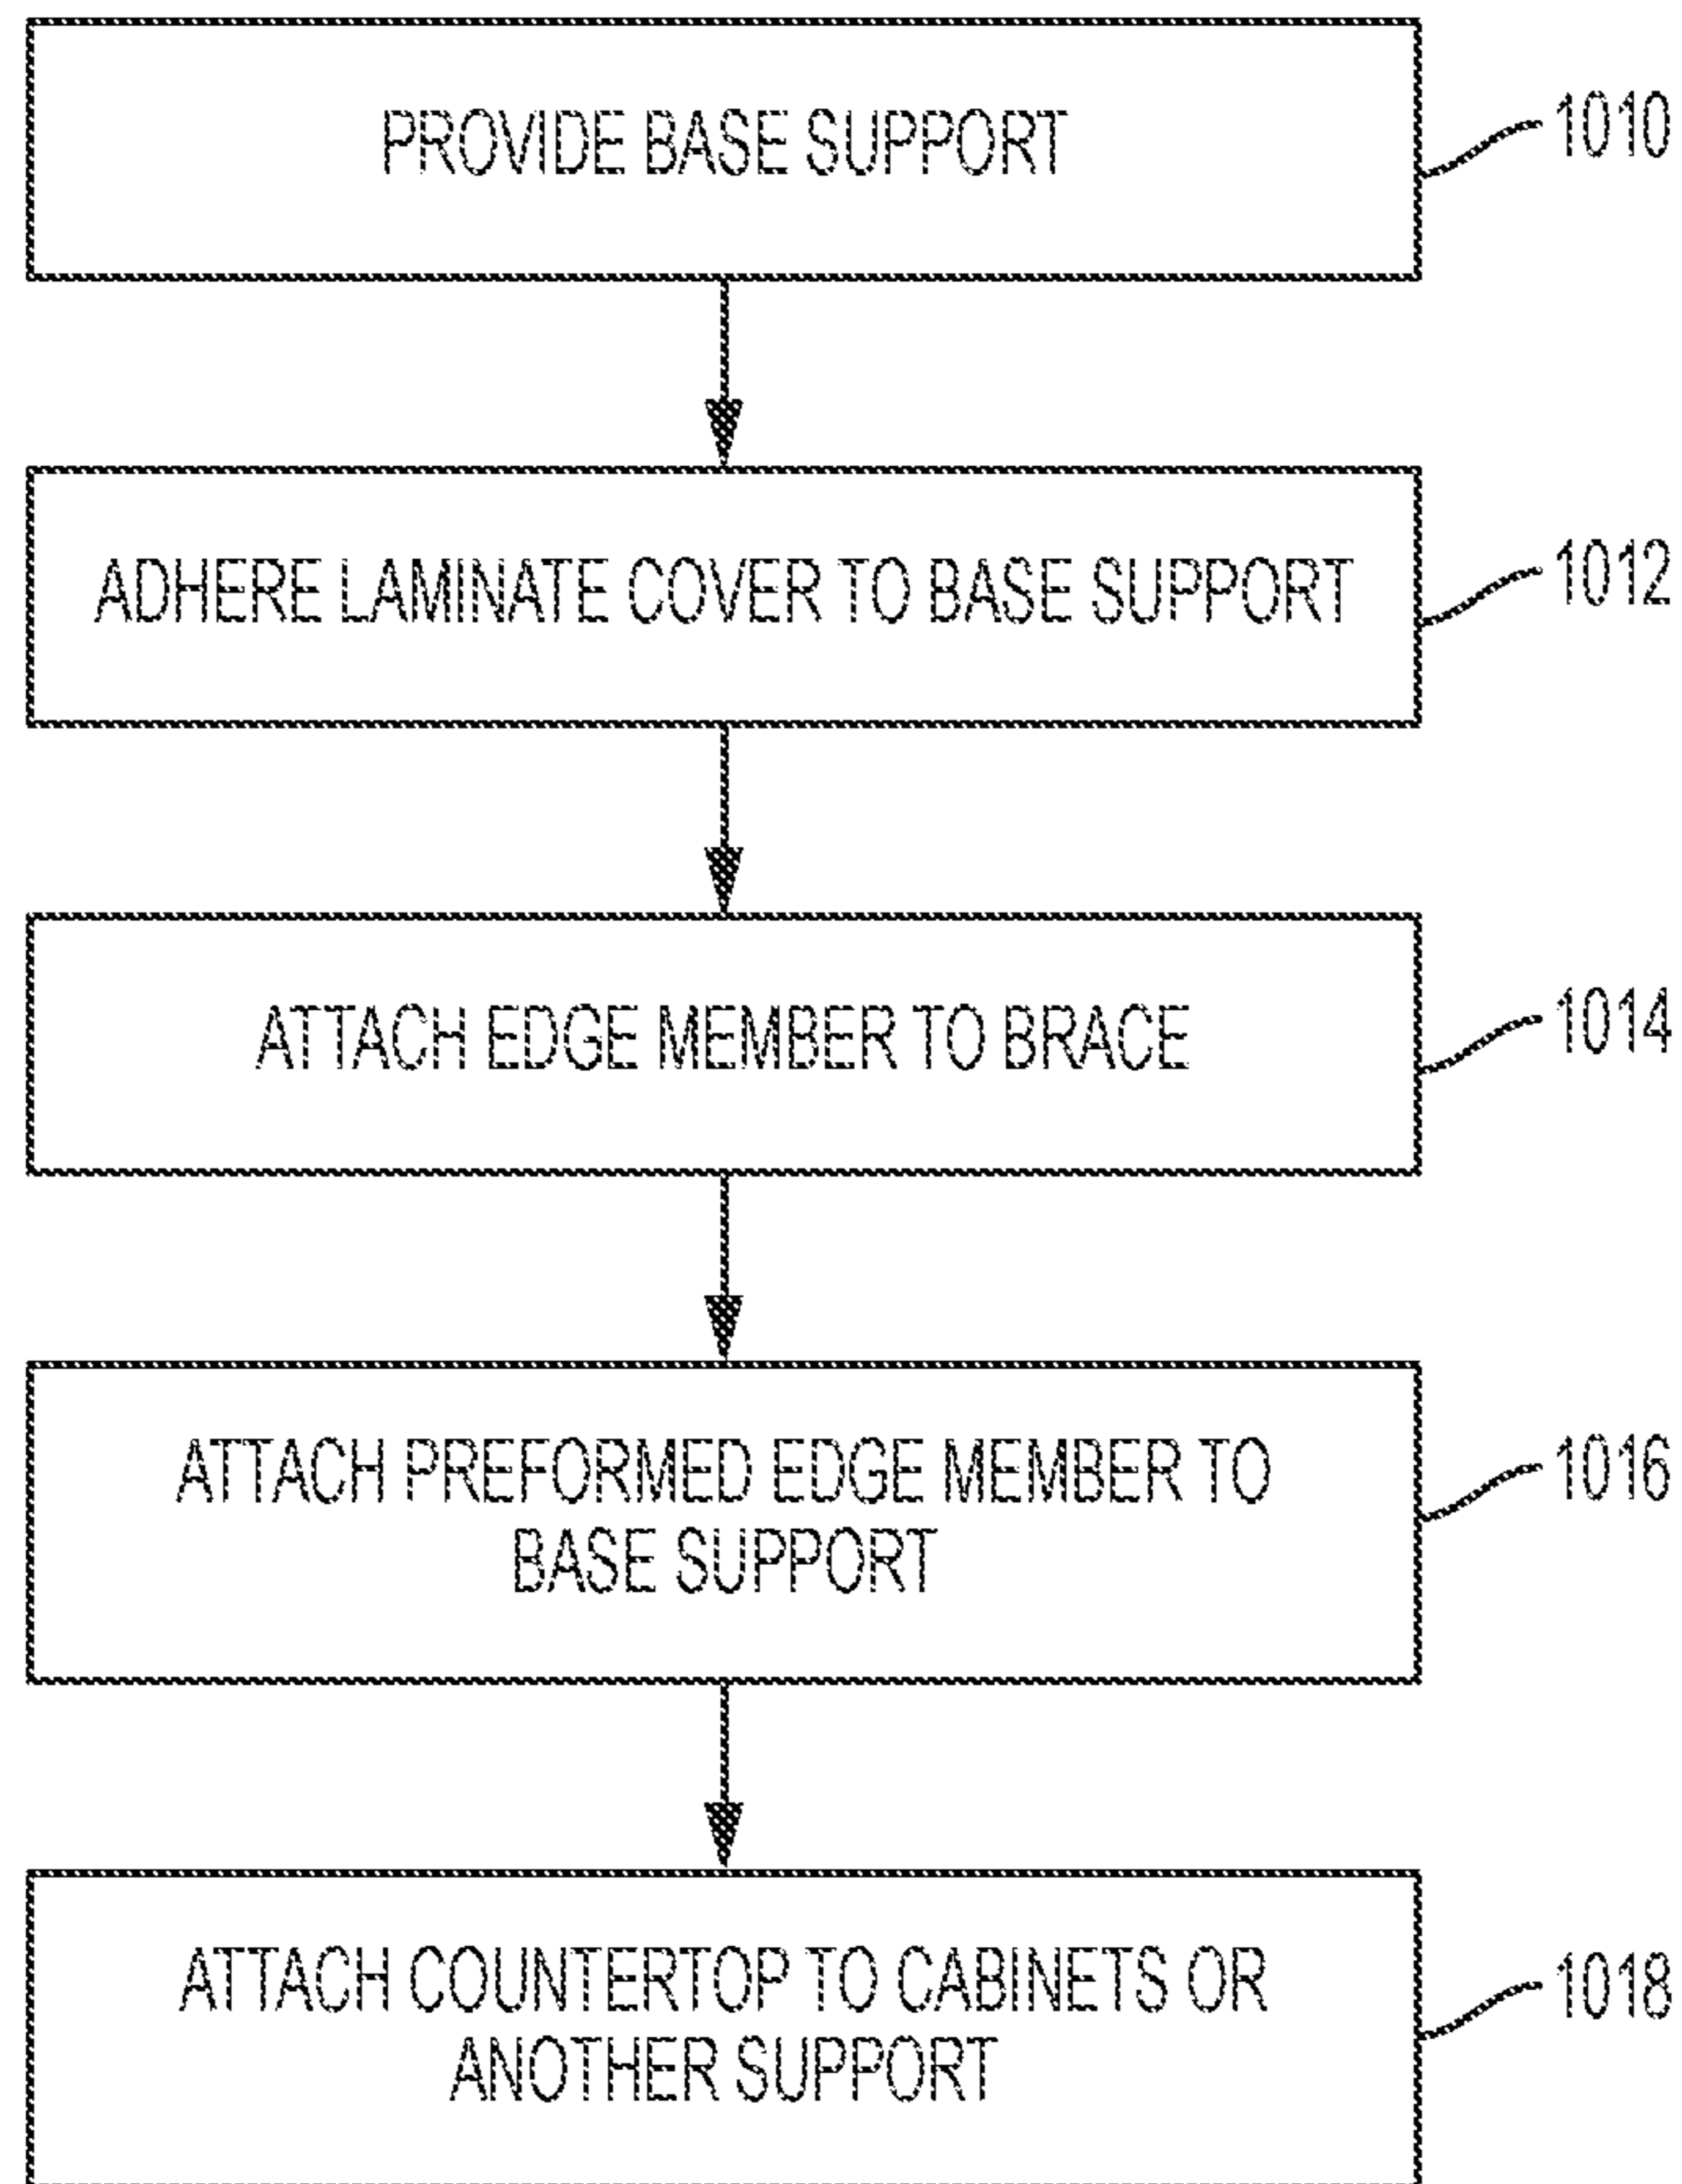 PROVIDE BASE SUPPORT
1010
ADHERE LAMINATE COVER TO BASE SUPPORT
1012
ATTACH EDGE MEMBER TO BRACE
1014
ATTACH PREFORMED EDGE MEMBER TO
BASE SUPPORT
1016
ATTACH COUNTERTOP TO CABINETS OR
ANOTHER SUPPORT
1018